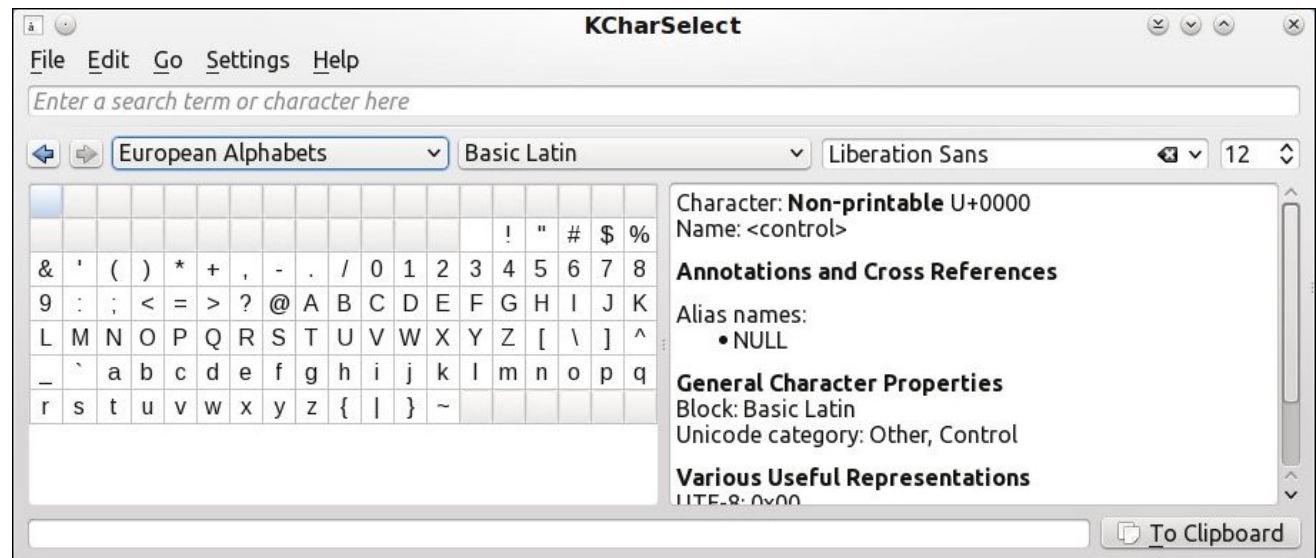 KCharSelect
File Edit Go Settings Help
Enter a search term or character here
European Alphabets Basic Latin Liberation Sans 12
! " # $ %
& ' ( ) * + , - . / 0 1 2 3 4 5 6 7 8
9 : ; < = > ? @ A B C D E F G H I J K
L M N O P Q R S T U V W X Y Z [ \ ] ^
_ ` a b c d e f g h i j k l m n o p q
r s t u v w x y z { | } ~
Character: Non-printable U+0000
Name: <control>
Annotations and Cross References
Alias names:
• NULL
General Character Properties
Block: Basic Latin
Unicode category: Other, Control
Various Useful Representations
UTF-8: 0x00
To Clipboard